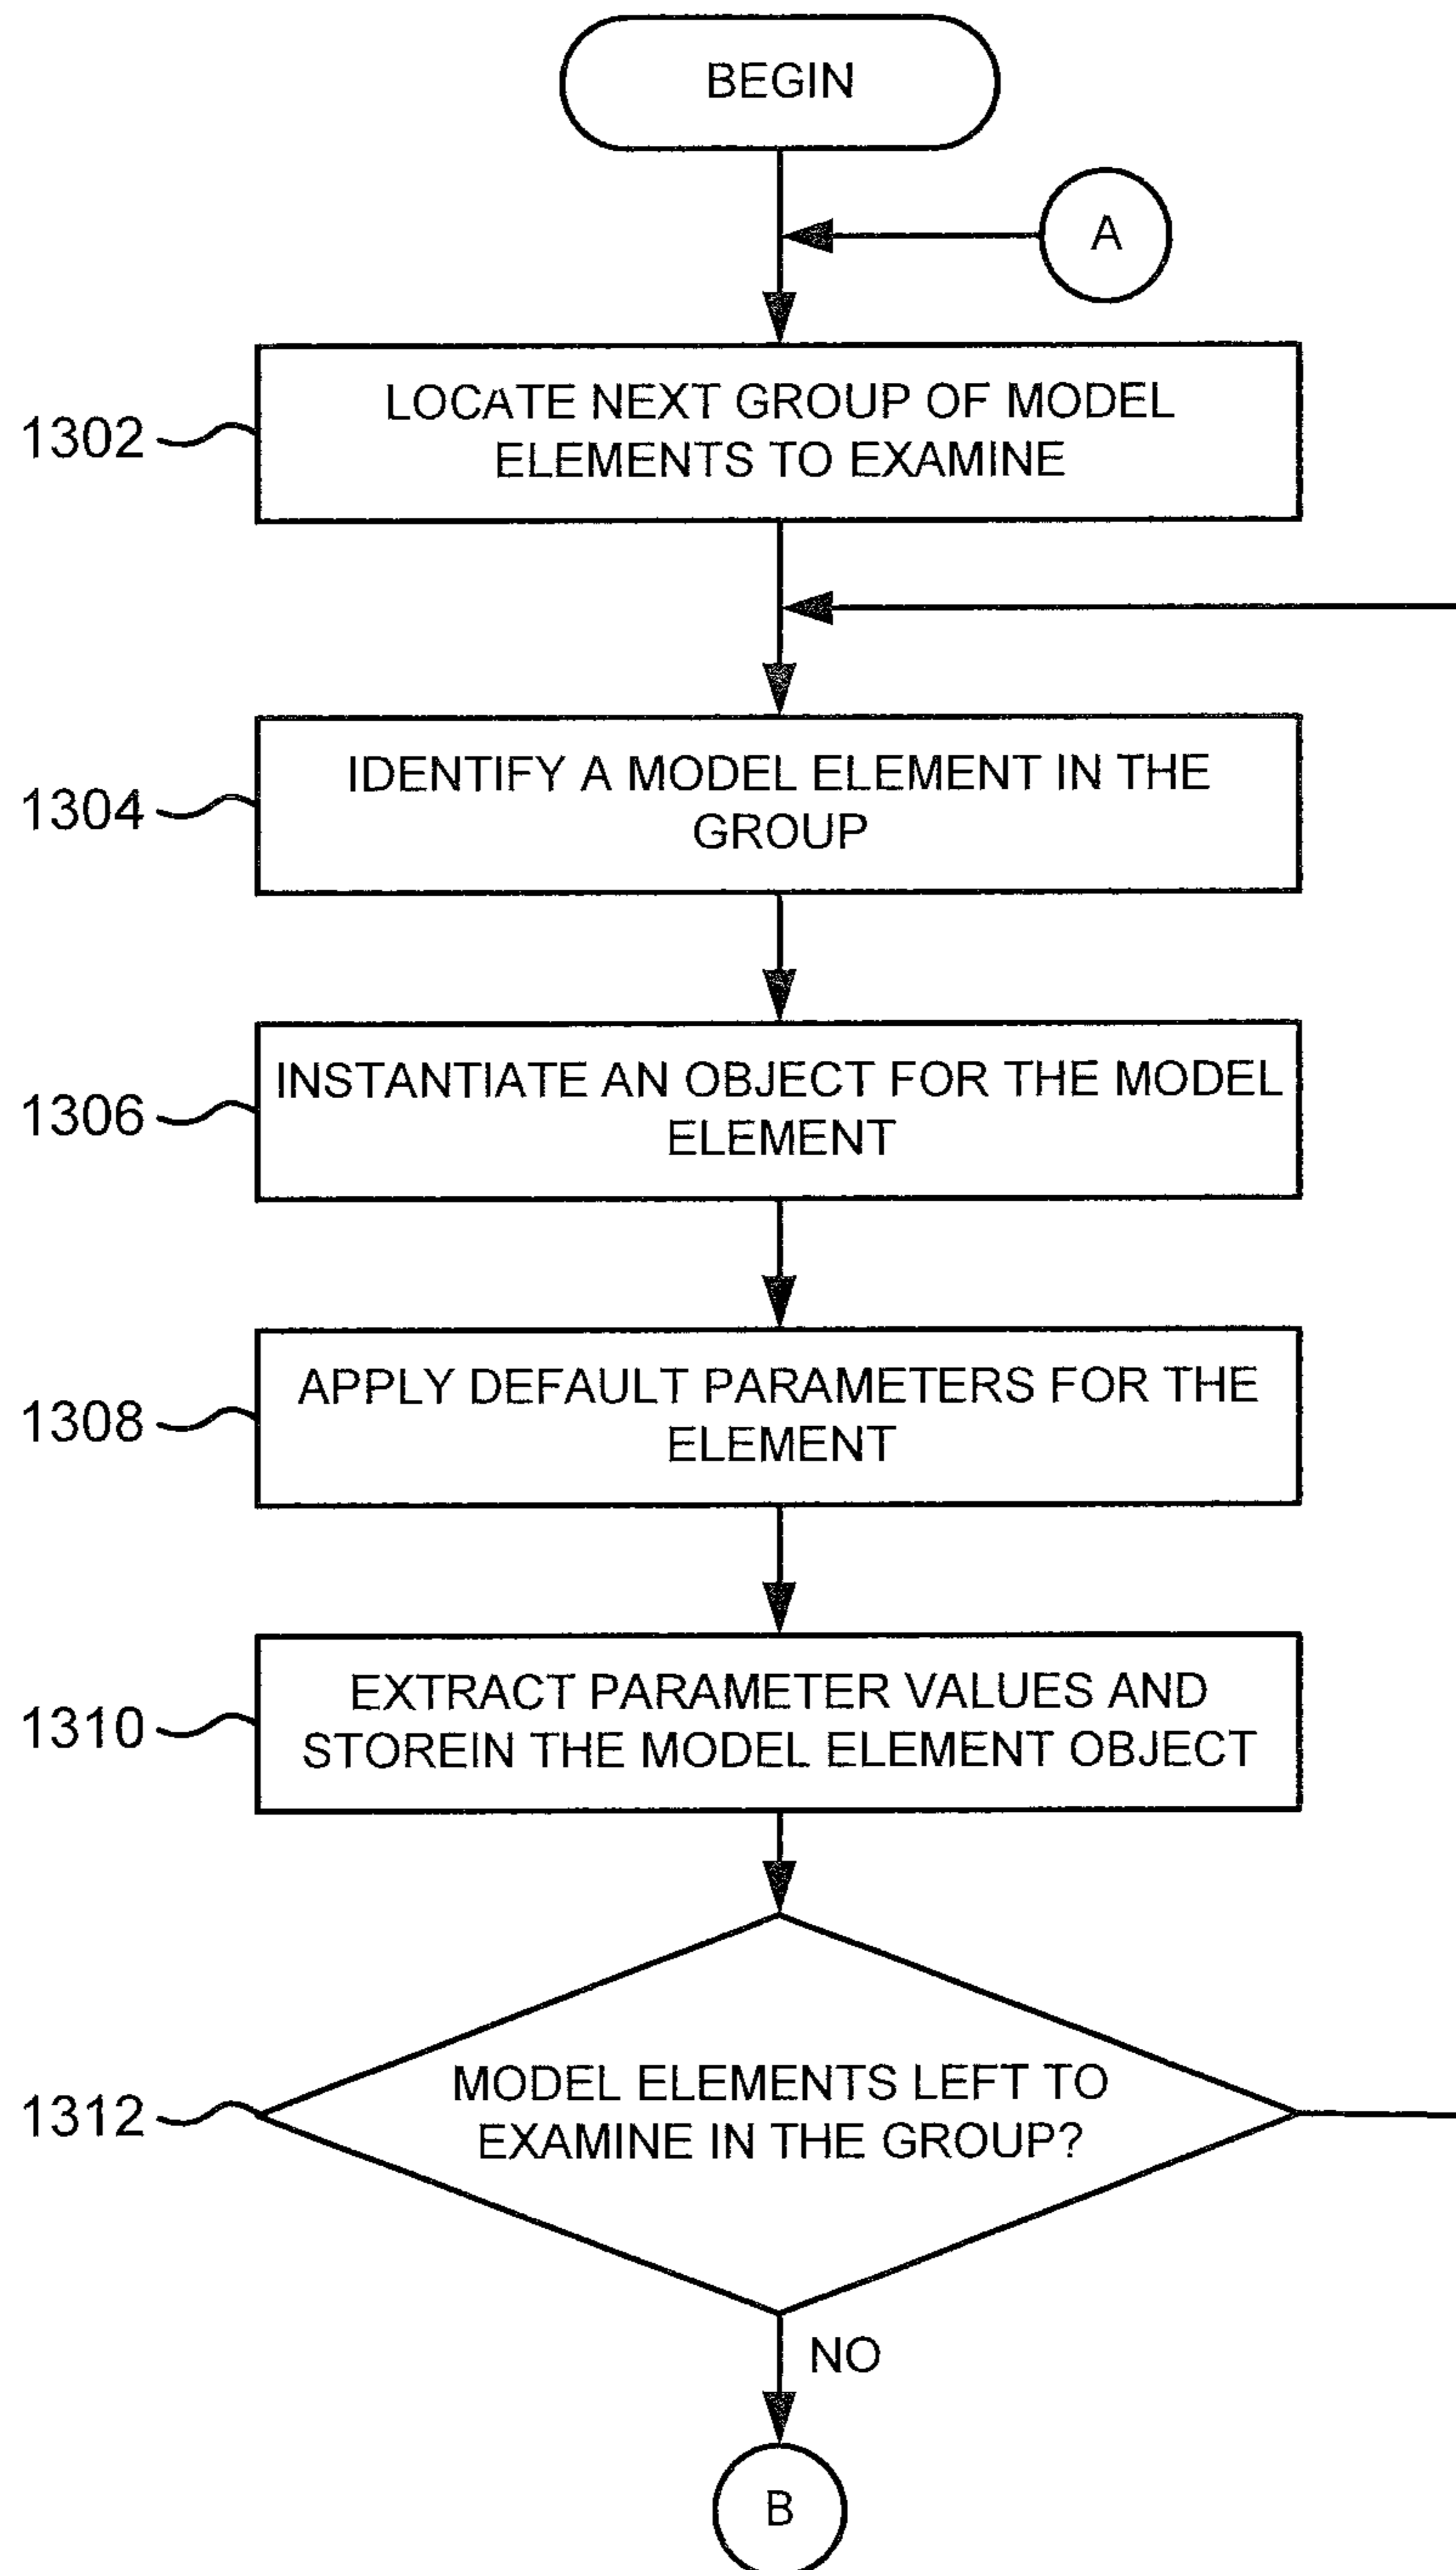 BEGIN
A
1302
LOCATE NEXT GROUP OF MODEL
ELEMENTS TO EXAMINE
1304
IDENTIFY A MODEL ELEMENT IN THE
GROUP
1306
INSTANTIATE AN OBJECT FOR THE MODEL
ELEMENT
1308
APPLY DEFAULT PARAMETERS FOR THE
ELEMENT
1310
EXTRACT PARAMETER VALUES AND
STOREIN THE MODEL ELEMENT OBJECT
1312
MODEL ELEMENTS LEFT TO
EXAMINE IN THE GROUP?
NO
B